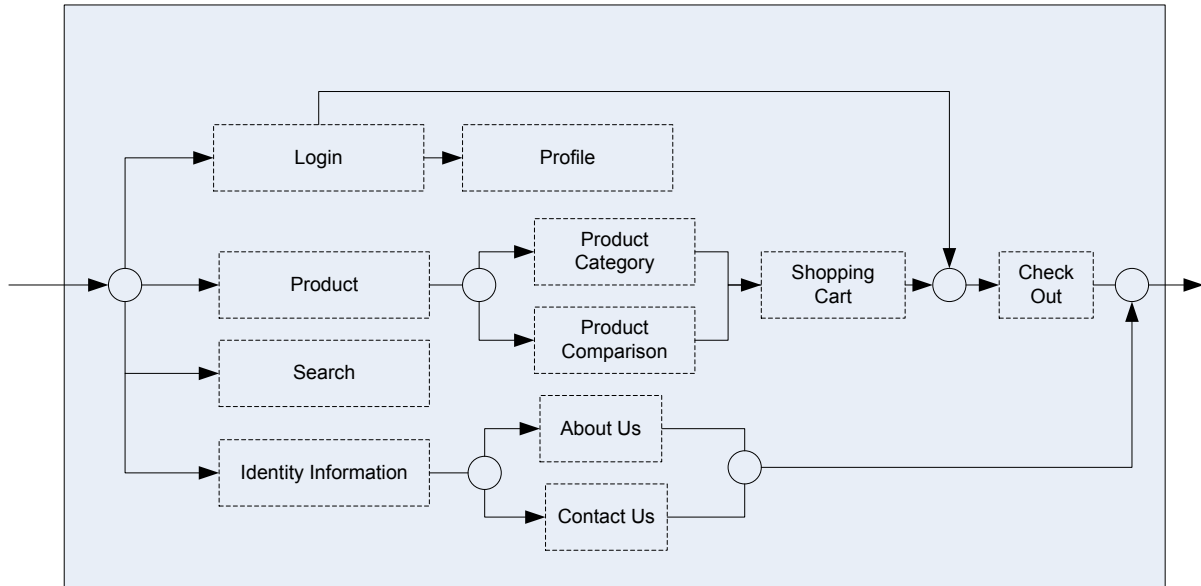 Login
Profile
Product
Product
Category
Product
Comparison
Shopping
Cart
Check
Out
Search
Identity Information
About Us
Contact Us